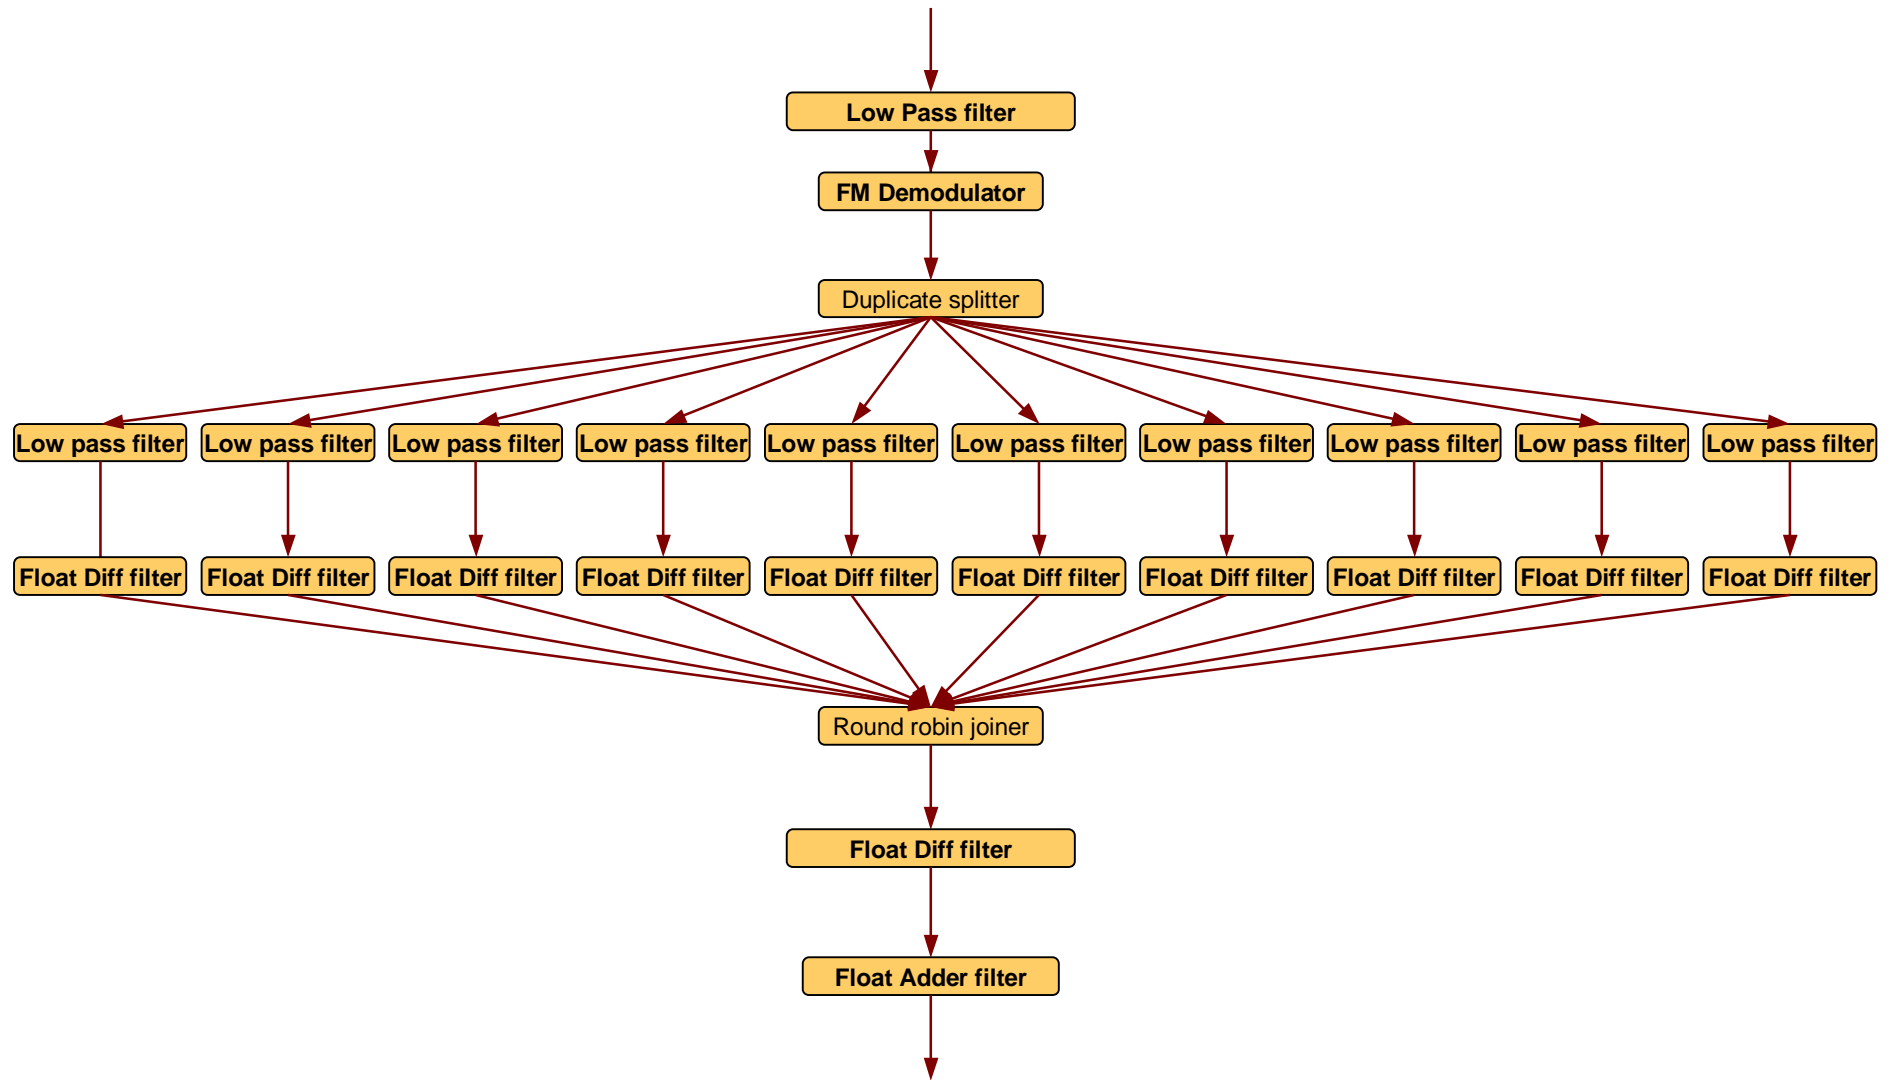 Low Pass filter
FM Demodulator
Duplicate splitter
Low pass filter
Low pass filter
Low pass filter
Low pass filter
Low pass filter
Low pass filter
Low pass filter
Low pass filter
Low pass filter
Low pass filter
Float Diff filter
Float Diff filter
Float Diff filter
Float Diff filter
Float Diff filter
Float Diff filter
Float Diff filter
Float Diff filter
Float Diff filter
Float Diff filter
Round robin joiner
Float Diff filter
Float Adder filter